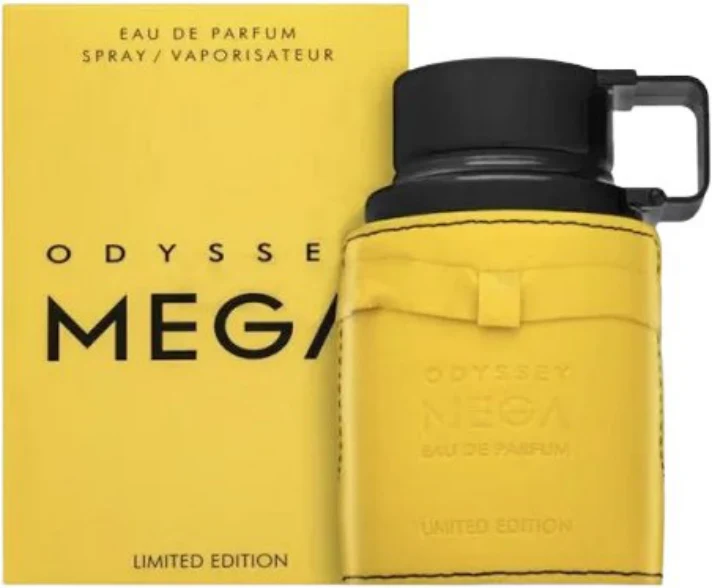 EAU DE PARFUM
SPRAY / VAPORISATEUR
ODYSSE
MEGA
LIMITED EDITION
ODYSSEY
MEGA
EAU DE PARFUM
LIMITED EDITION